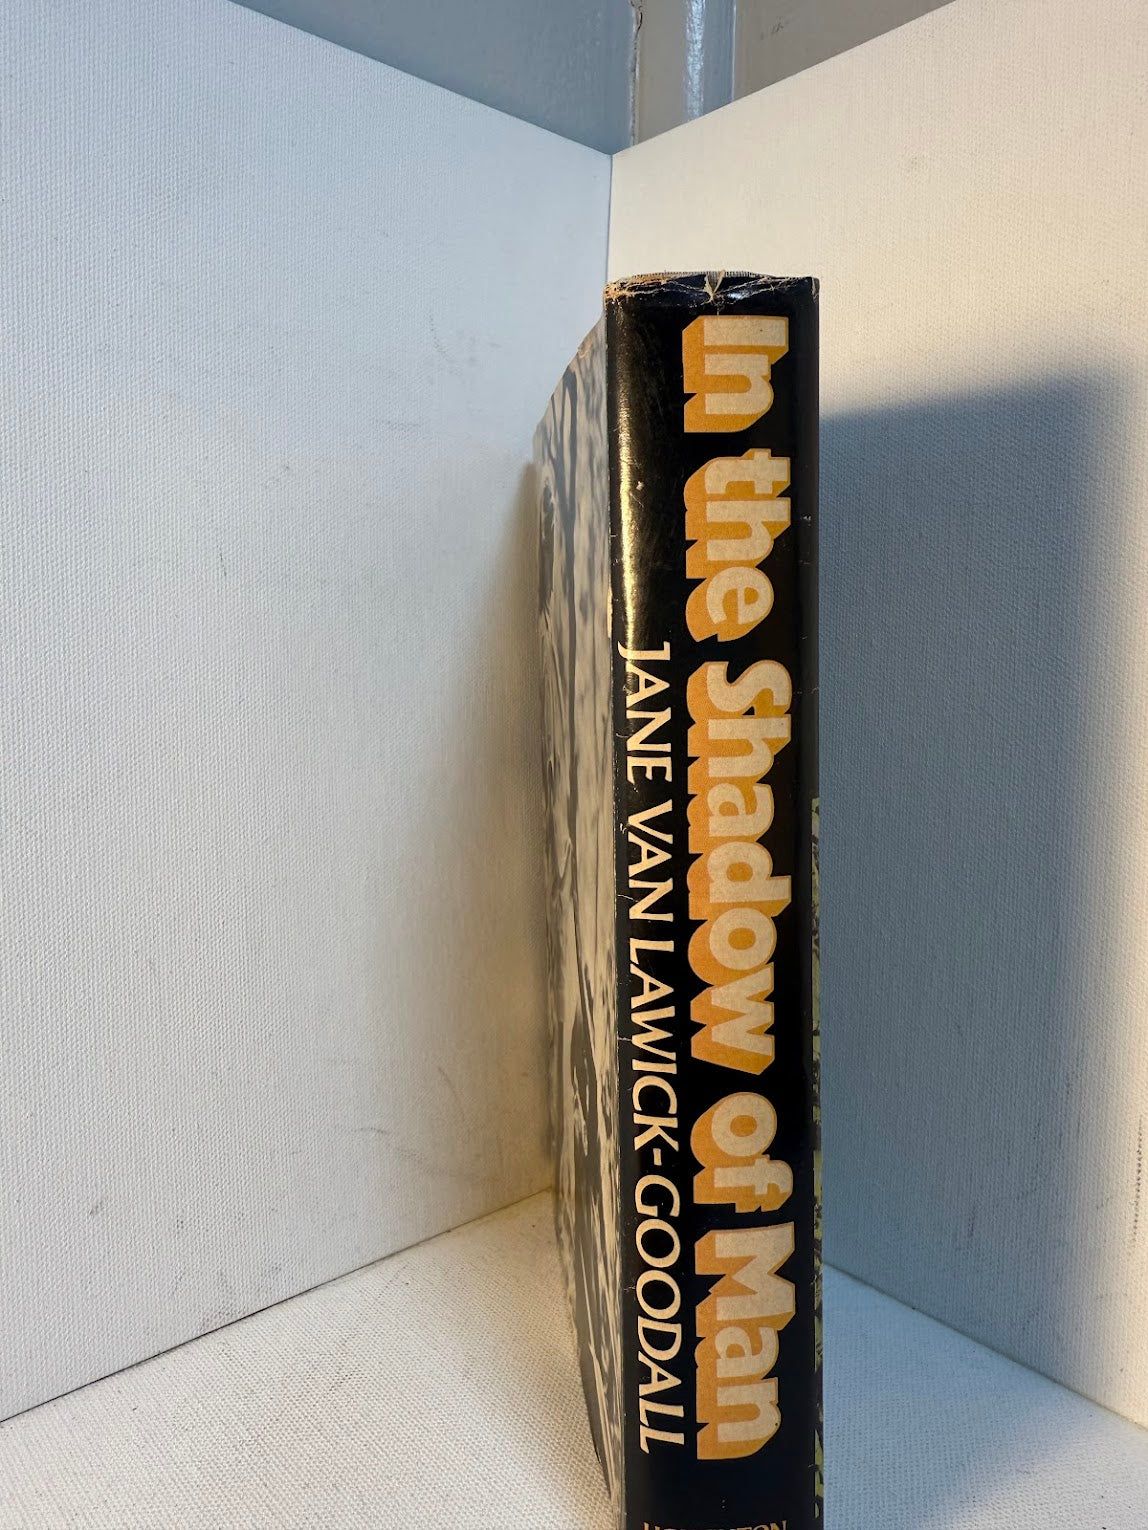 In the Shadow of Man
JANE VAN LAWICK-GOODALL